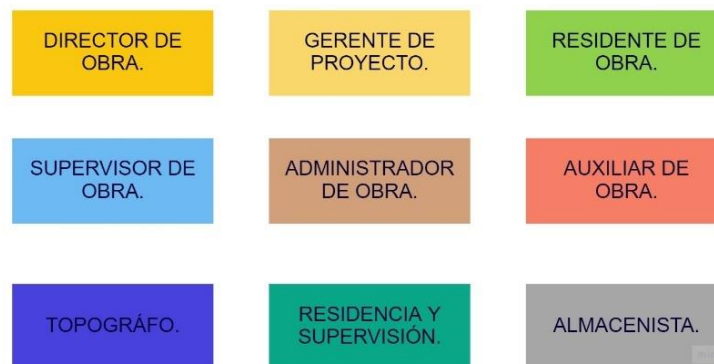 DIRECTOR DE
OBRA.
GERENTE DE
PROYECTO.
RESIDENTE DE
OBRA.
SUPERVISOR DE
OBRA.
ADMINISTRADOR
DE OBRA.
AUXILIAR DE
OBRA.
TOPOGRÁFO.
RESIDENCIA Y
SUPERVISIÓN.
ALMACENISTA.